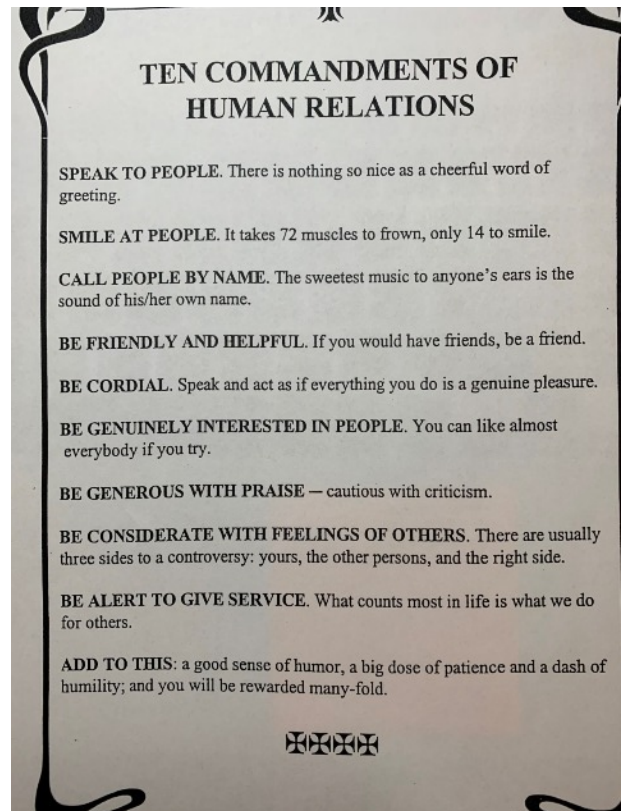 TEN COMMANDMENTS OF
HUMAN RELATIONS
SPEAK TO PEOPLE. There is nothing so nice as a cheerful word of
greeting.
SMILE AT PEOPLE. It takes 72 muscles to frown, only 14 to smile.
CALL PEOPLE BY NAME. The sweetest music to anyone's ears is the
sound of his/her own name.
BE FRIENDLY AND HELPFUL. If you would have friends, be a friend.
BE CORDIAL. Speak and act as if everything you do is a genuine pleasure.
BE GENUINELY INTERESTED IN PEOPLE. You can like almost
everybody if you try.
BE GENEROUS WITH PRAISE — cautious with criticism.
BE CONSIDERATE WITH FEELINGS OF OTHERS. There are usually
three sides to a controversy: yours, the other persons, and the right side.
BE ALERT TO GIVE SERVICE. What counts most in life is what we do
for others.
ADD TO THIS: a good sense of humor, a big dose of patience and a dash of
humility; and you will be rewarded many-fold.